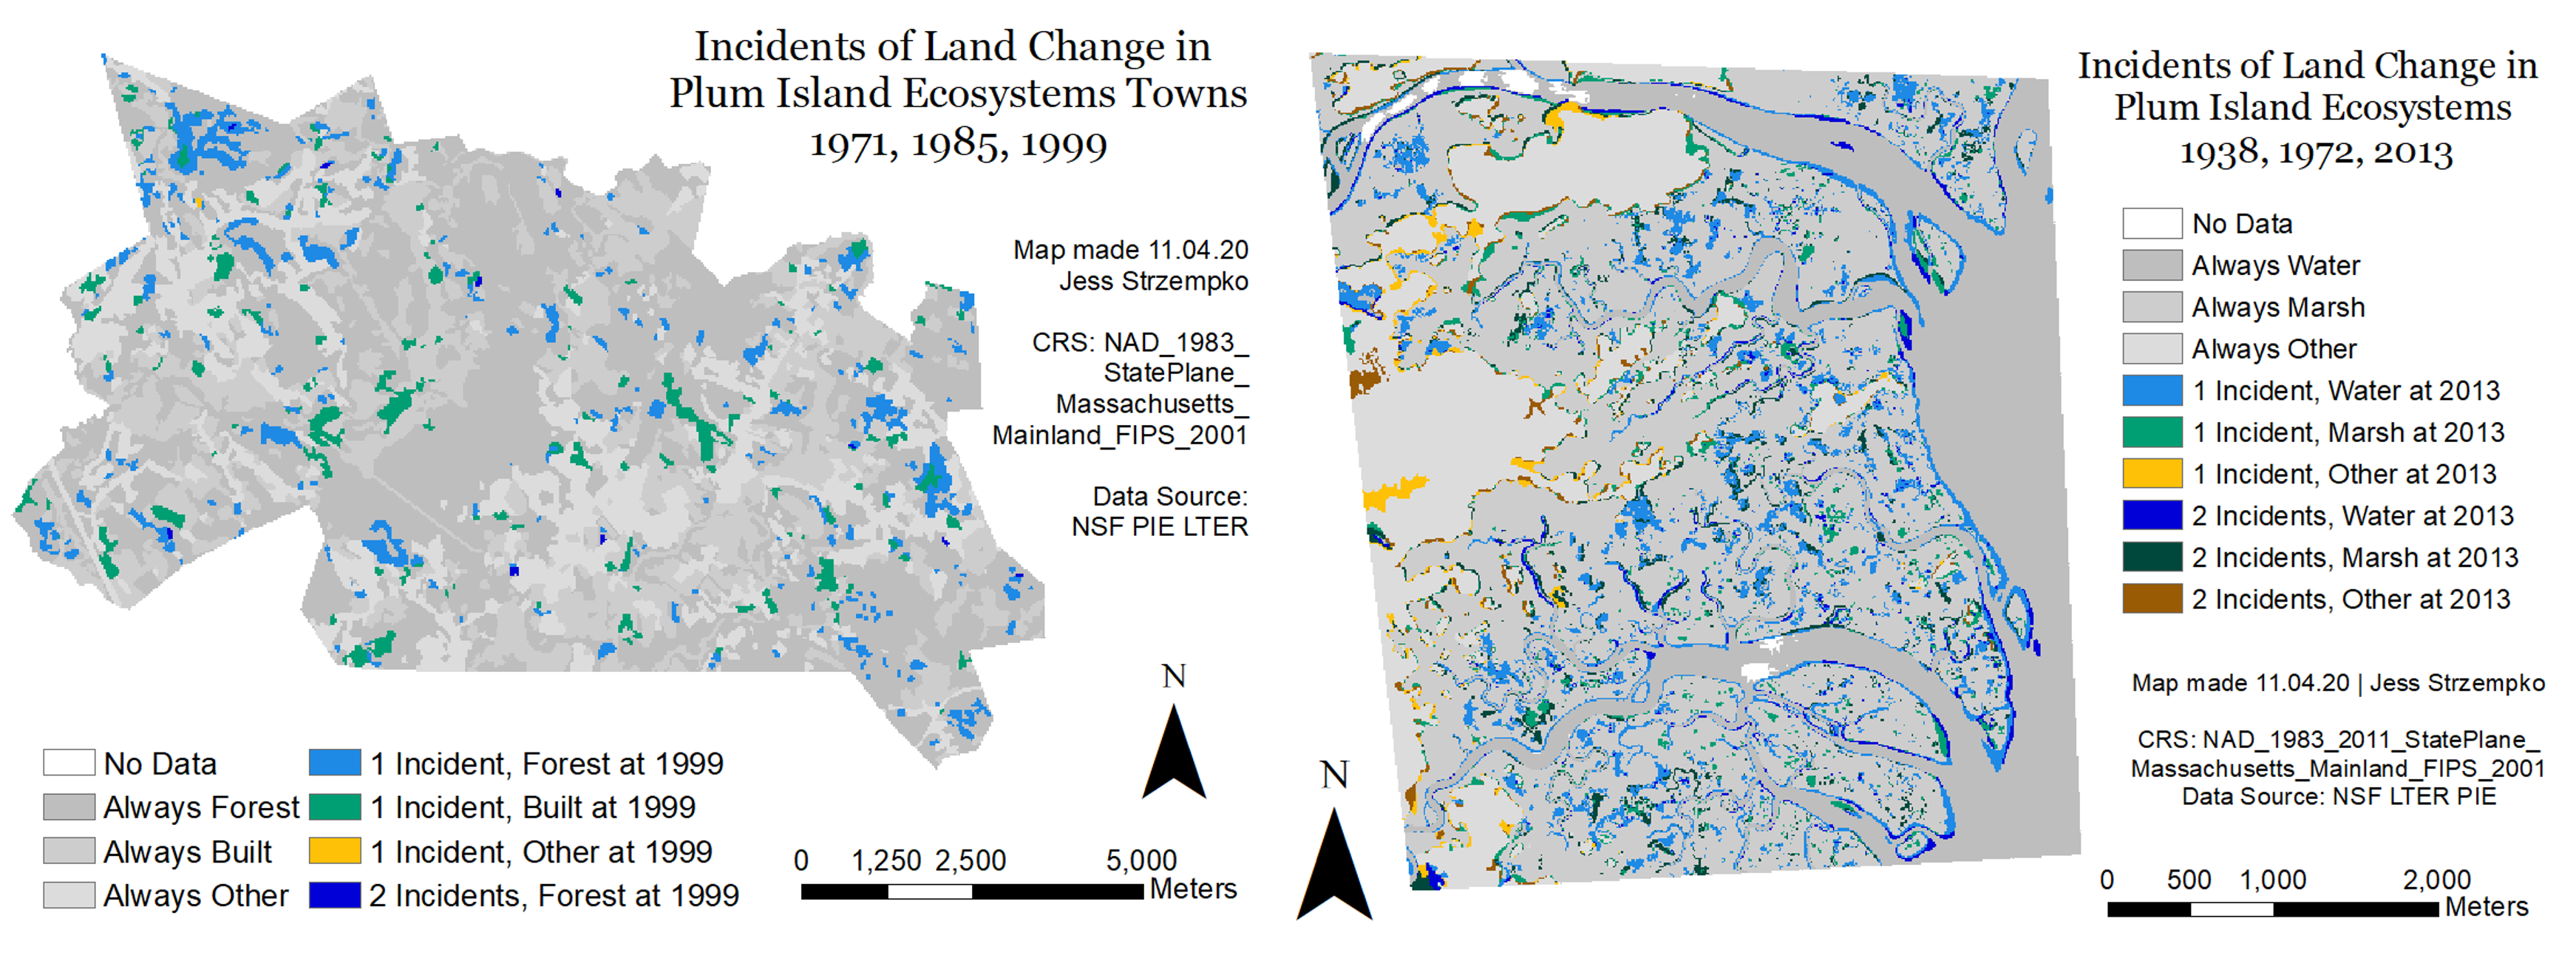 Incidents of Land Change in
Plum Island Ecosystems Towns
1971, 1985, 1999
Map made 11.04.20
Jess Strzempko
CRS: NAD_1983_
StatePlane_
Massachusetts_
Mainland_FIPS_2001
Data Source:
NSF PIE LTER
N
No Data
Always Forest
Always Built
Always Other
1 Incident, Forest at 1999
1 Incident, Built at 1999
1 Incident, Other at 1999
2 Incidents, Forest at 1999
0 1,250 2,500 5,000
Meters
Incidents of Land Change in
Plum Island Ecosystems
1938, 1972, 2013
No Data
Always Water
Always Marsh
Always Other
1 Incident, Water at 2013
1 Incident, Marsh at 2013
1 Incident, Other at 2013
2 Incidents, Water at 2013
2 Incidents, Marsh at 2013
2 Incidents, Other at 2013
Map made 11.04.20 | Jess Strzempko
CRS: NAD_1983_2011_StatePlane_
Massachusetts_Mainland_FIPS_2001
Data Source: NSF LTER PIE
N
0 500 1,000 2,000
Meters